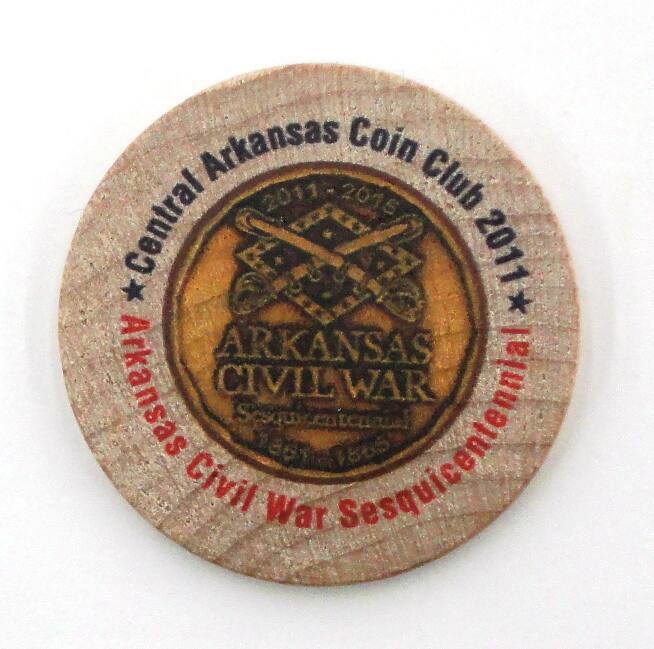 ★Central Arkansas Coin Club 2011★
2011 - 2015
ARKANSAS
CIVIL WAR
Sesquicentennial
1861 - 1865
Arkansas Civil War Sesquicentennial